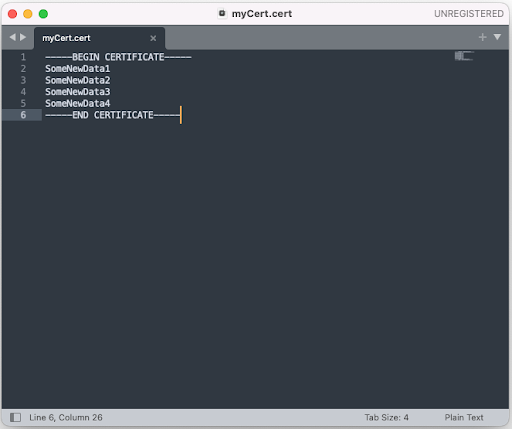 myCert.cert
UNREGISTERED
myCert.cert
1 -----BEGIN CERTIFICATE-----
2 SomeNewData1
3 SomeNewData2
4 SomeNewData3
5 SomeNewData4
6 -----END CERTIFICATE-----
Line 6, Column 26
Tab Size: 4
Plain Text